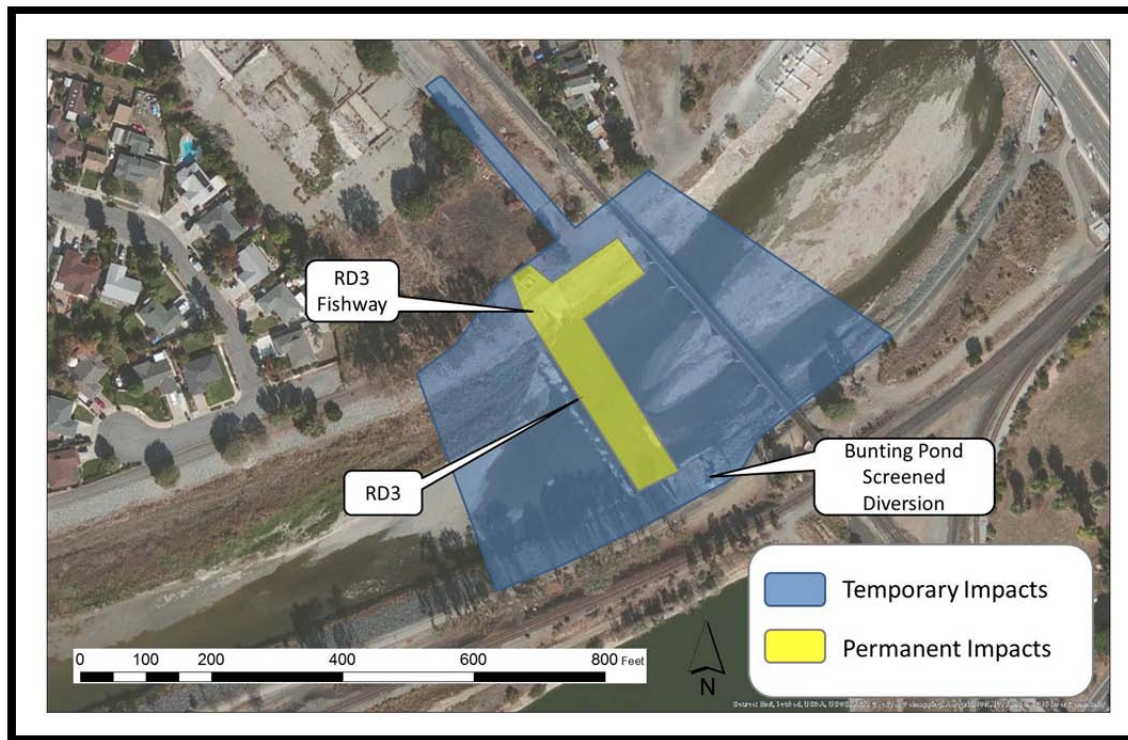 RD3
Fishway
RD3
Bunting Pond
Screened
Diversion
Temporary Impacts
Permanent Impacts
0 100 200 400 600 800 Feet
N